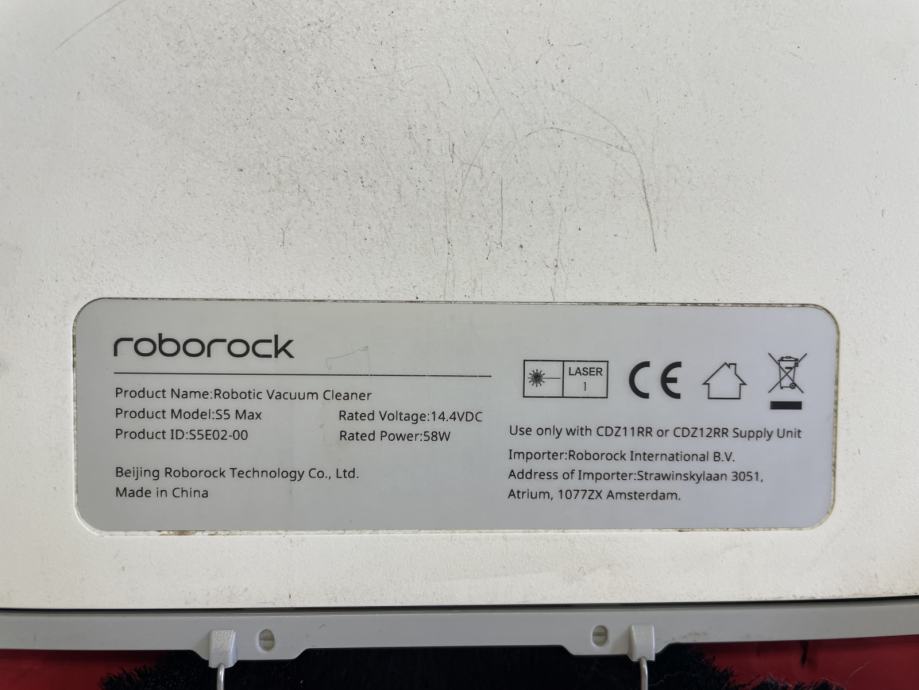 roborock
Product Name:Robotic Vacuum Cleaner
Product Model:S5 Max
Rated Voltage:14.4VDC
Product ID:S5E02-00
Rated Power:58W
Beijing Roborock Technology Co., Ltd.
Made in China
LASER
1
CE
Use only with CDZ11RR or CDZ12RR Supply Unit
Importer:Roborock International B.V.
Address of Importer:Strawinskylaan 3051,
Atrium, 1077ZX Amsterdam.